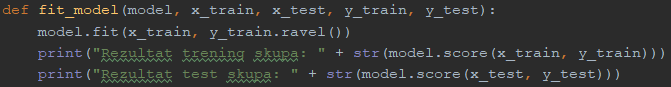 def fit_model(model, x_train, x_test, y_train, y_test):
    model.fit(x_train, y_train.ravel())
    print("Rezultat trening skupa: " + str(model.score(x_train, y_train)))
    print("Rezultat test skupa: " + str(model.score(x_test, y_test)))